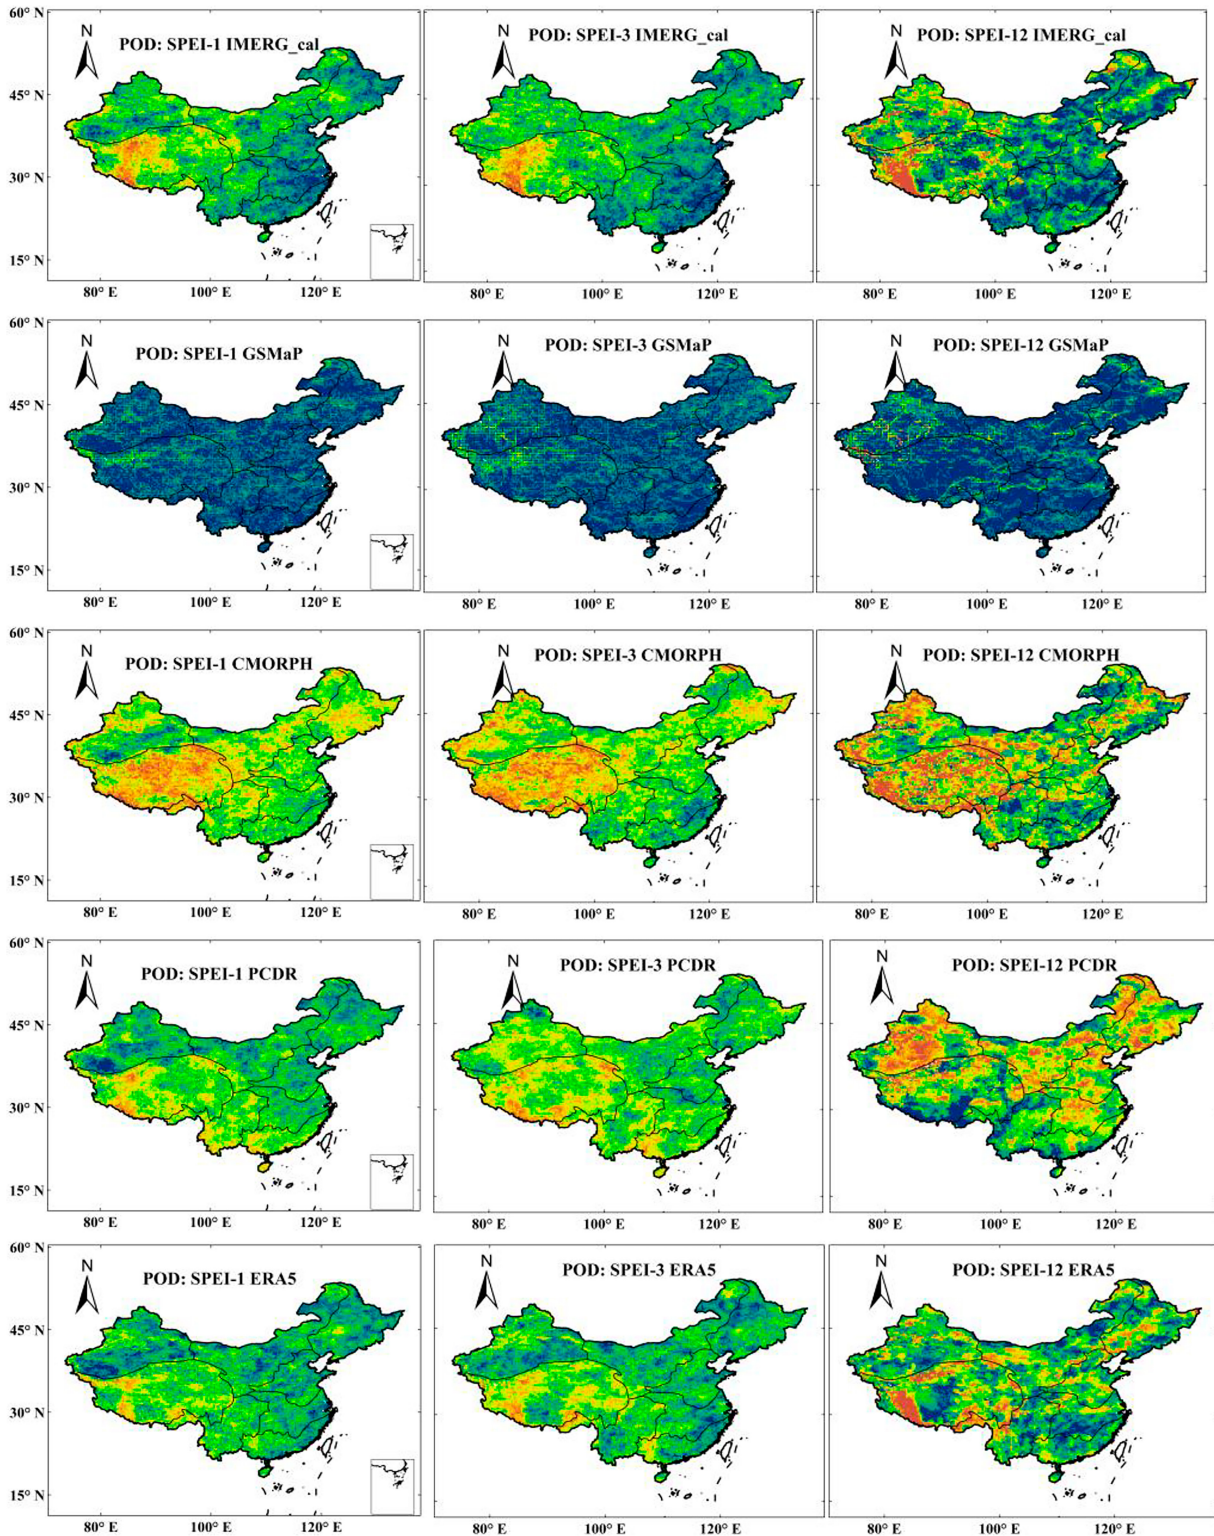 60° N
N
N
N
POD: SPEI-1 IMERG_cal
POD: SPEI-3 IMERG_cal
POD: SPEI-12 IMERG_cal
45° N
30° N
15° N
80° E
100° E
120° E
80° E
100° E
120° E
80° E
100° E
120° E
60° N
N
N
N
POD: SPEI-1 GSMaP
POD: SPEI-3 GSMaP
POD: SPEI-12 GSMaP
45° N
30° N
15° N
80° E
100° E
120° E
80° E
100° E
120° E
80° E
100° E
120° E
60° N
N
N
N
POD: SPEI-1 CMORPH
POD: SPEI-3 CMORPH
POD: SPEI-12 CMORPH
45° N
30° N
15° N
80° E
100° E
120° E
80° E
100° E
120° E
80° E
100° E
120° E
60° N
N
N
N
POD: SPEI-1 PCDR
POD: SPEI-3 PCDR
POD: SPEI-12 PCDR
45° N
30° N
15° N
80° E
100° E
120° E
80° E
100° E
120° E
80° E
100° E
120° E
60° N
N
N
N
POD: SPEI-1 ERA5
POD: SPEI-3 ERA5
POD: SPEI-12 ERA5
45° N
30° N
15° N
80° E
100° E
120° E
80° E
100° E
120° E
80° E
100° E
120° E